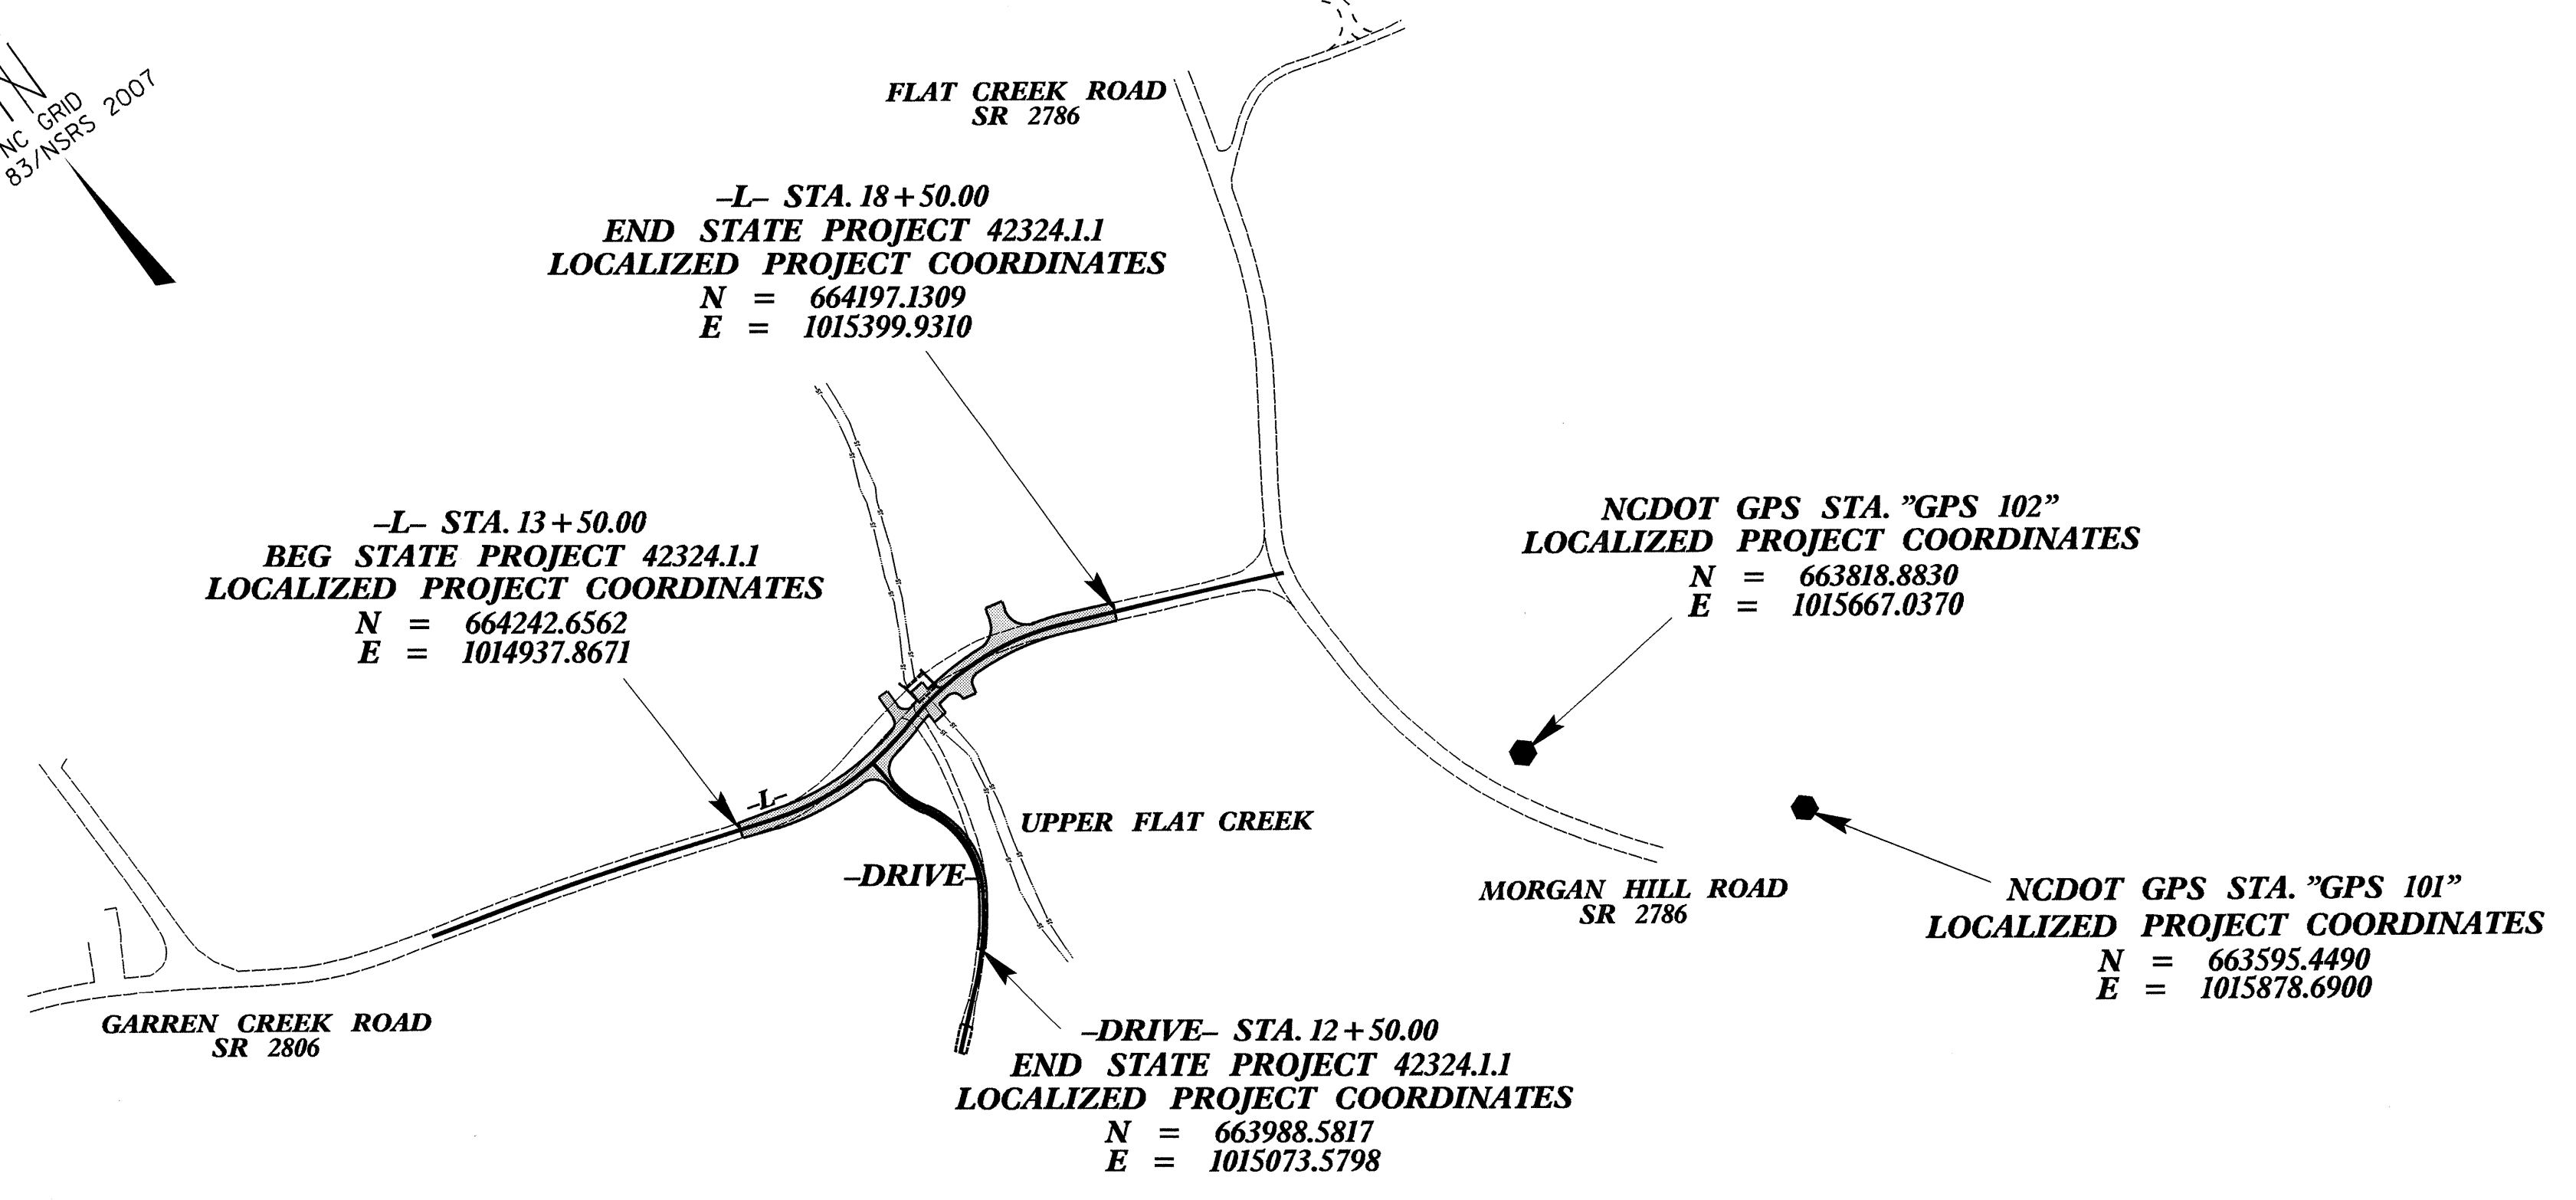 NC GRID
83/NSRS 2007
FLAT CREEK ROAD
SR 2786
–L– STA. 18+50.00
END STATE PROJECT 42324.1.1
LOCALIZED PROJECT COORDINATES
N = 664197.1309
E = 1015399.9310
–L– STA. 13+50.00
BEG STATE PROJECT 42324.1.1
LOCALIZED PROJECT COORDINATES
N = 664242.6562
E = 1014937.8671
NCDOT GPS STA. ”GPS 102”
LOCALIZED PROJECT COORDINATES
N = 663818.8830
E = 1015667.0370
–L–
UPPER FLAT CREEK
–DRIVE–
MORGAN HILL ROAD
SR 2786
NCDOT GPS STA. ”GPS 101”
LOCALIZED PROJECT COORDINATES
N = 663595.4490
E = 1015878.6900
GARREN CREEK ROAD
SR 2806
–DRIVE– STA. 12+50.00
END STATE PROJECT 42324.1.1
LOCALIZED PROJECT COORDINATES
N = 663988.5817
E = 1015073.5798